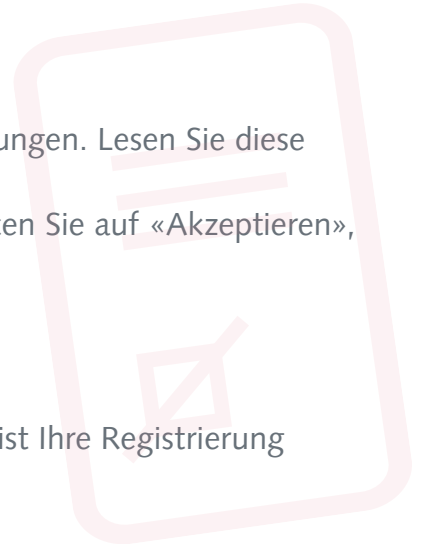 ungen. Lesen Sie diese
en Sie auf «Akzeptieren»,
ist Ihre Registrierung